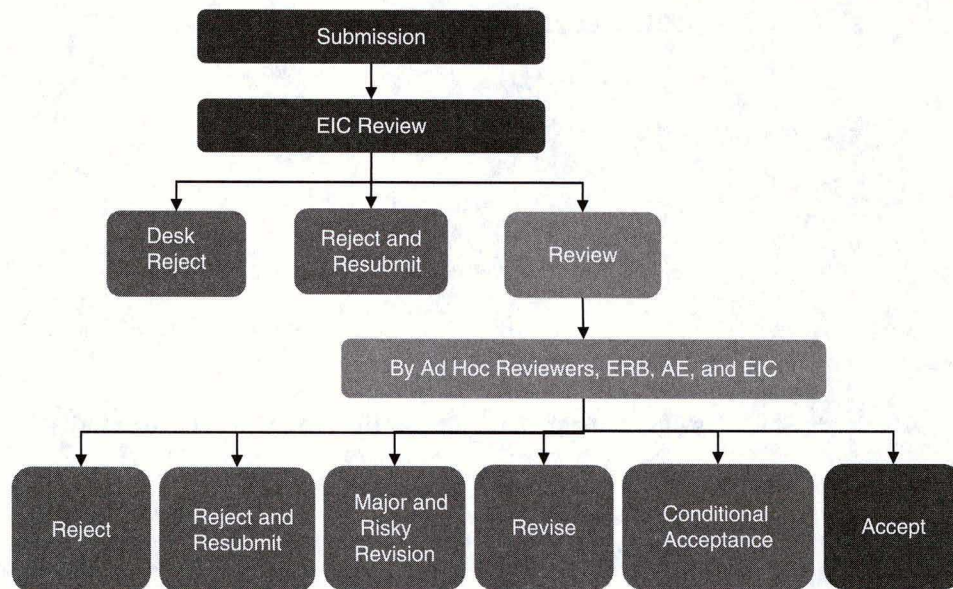 Submission
EIC Review
Desk
Reject
Reject and
Resubmit
Review
By Ad Hoc Reviewers, ERB, AE, and EIC
Reject
Reject and
Resubmit
Major and
Risky
Revision
Revise
Conditional
Acceptance
Accept